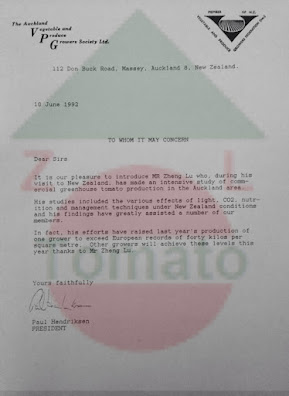 The Auckland
Vegetable and
Produce
Growers Society Ltd.
MEMBER OF N.Z.
112 Don Buck Road, Massey, Auckland 8, New Zealand.
10 June 1992
TO WHOM IT MAY CONCERN
Dear Sirs
It is our pleasure to introduce MR Zheng Lu who, during his
visit to New Zealand, has made an intensive study of comm-
ercial greenhouse tomato production in the Auckland area.
His studies included the various effects of light, CO2, nut-
rition and management techniques under New Zealand conditions
and his findings have greatly assisted a number of our
members.
In fact, his efforts have raised last year's production of
one grower to exceed European records of forty kilos per
square metre. Other growers will achieve these levels this
year thanks to Mr Zheng Lu.
Yours faithfully
Paul Hendriksen
PRESIDENT
Z L
Tomato